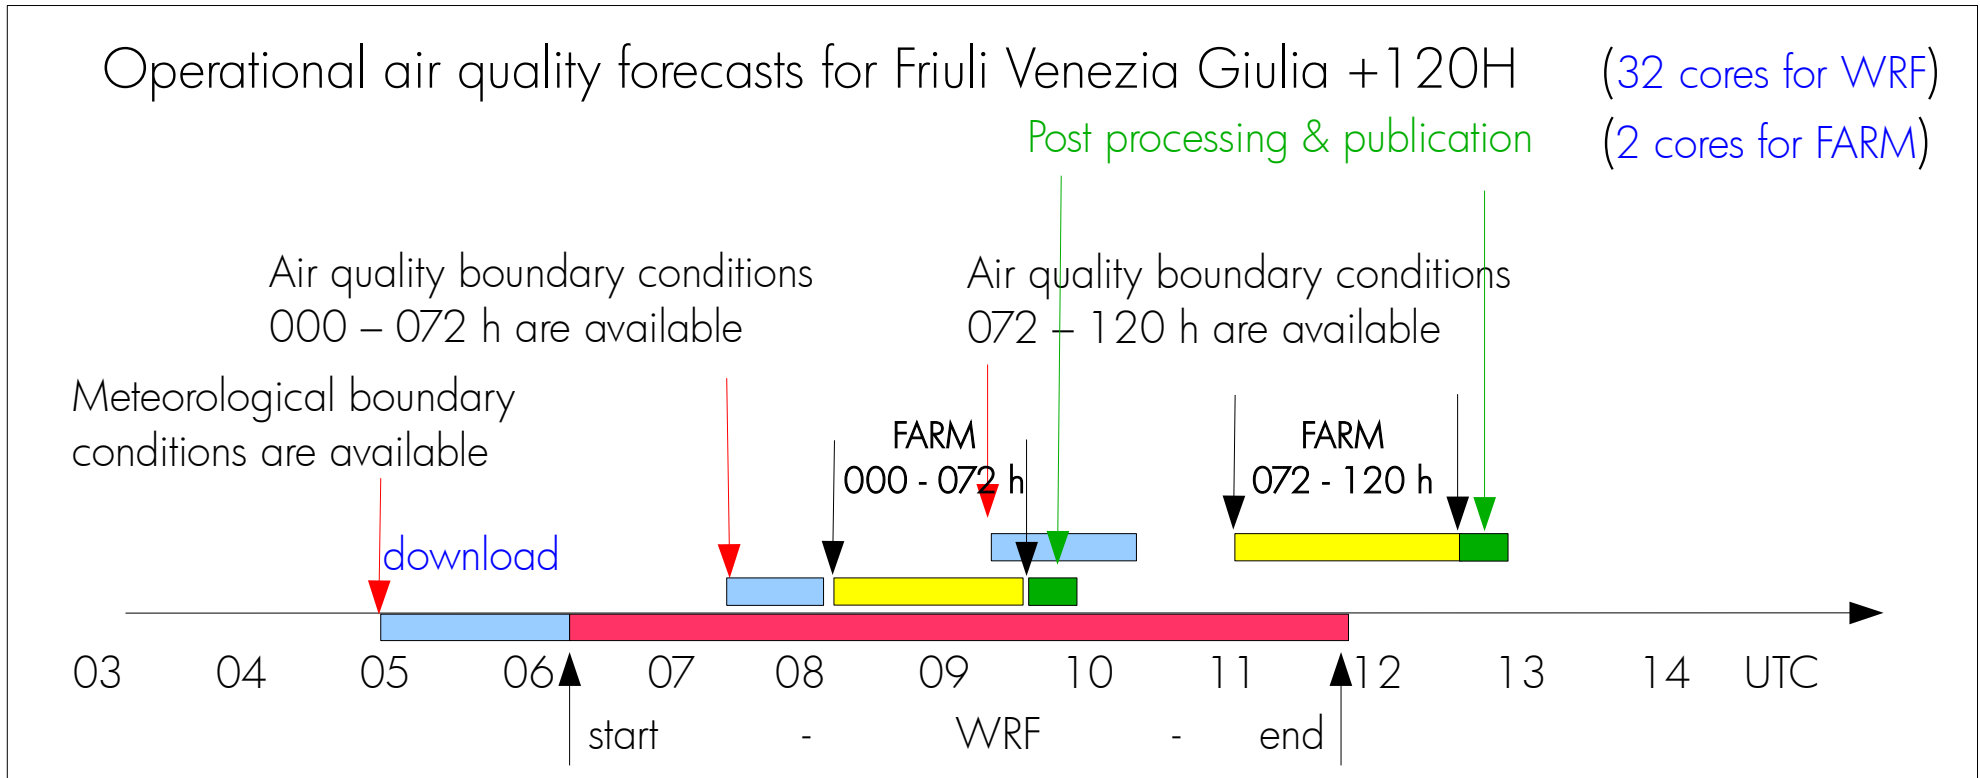 Operational air quality forecasts for Friuli Venezia Giulia +120H
(32 cores for WRF)
Post processing & publication
(2 cores for FARM)
Air quality boundary conditions
000 – 072 h are available
Air quality boundary conditions
072 – 120 h are available
Meteorological boundary
conditions are available
FARM
000 - 072 h
FARM
072 - 120 h
download
03 04 05 06 07 08 09 10 11 12 13 14 UTC
start - WRF - end